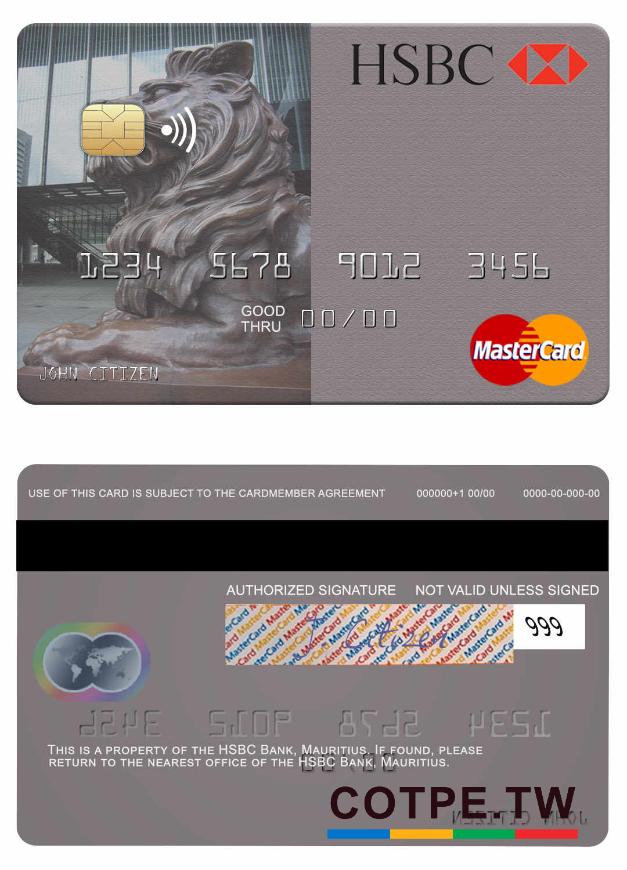 HSBC
1234 5678 9012 3456
GOOD THRU 00/00
JOHN CITIZEN
MasterCard
USE OF THIS CARD IS SUBJECT TO THE CARDMEMBER AGREEMENT 000000+1 00/00 0000-00-000-00
AUTHORIZED SIGNATURE NOT VALID UNLESS SIGNED
999
THIS IS A PROPERTY OF THE HSBC BANK, MAURITIUS. IF FOUND, PLEASE
RETURN TO THE NEAREST OFFICE OF THE HSBC BANK, MAURITIUS.
COTPE.TW